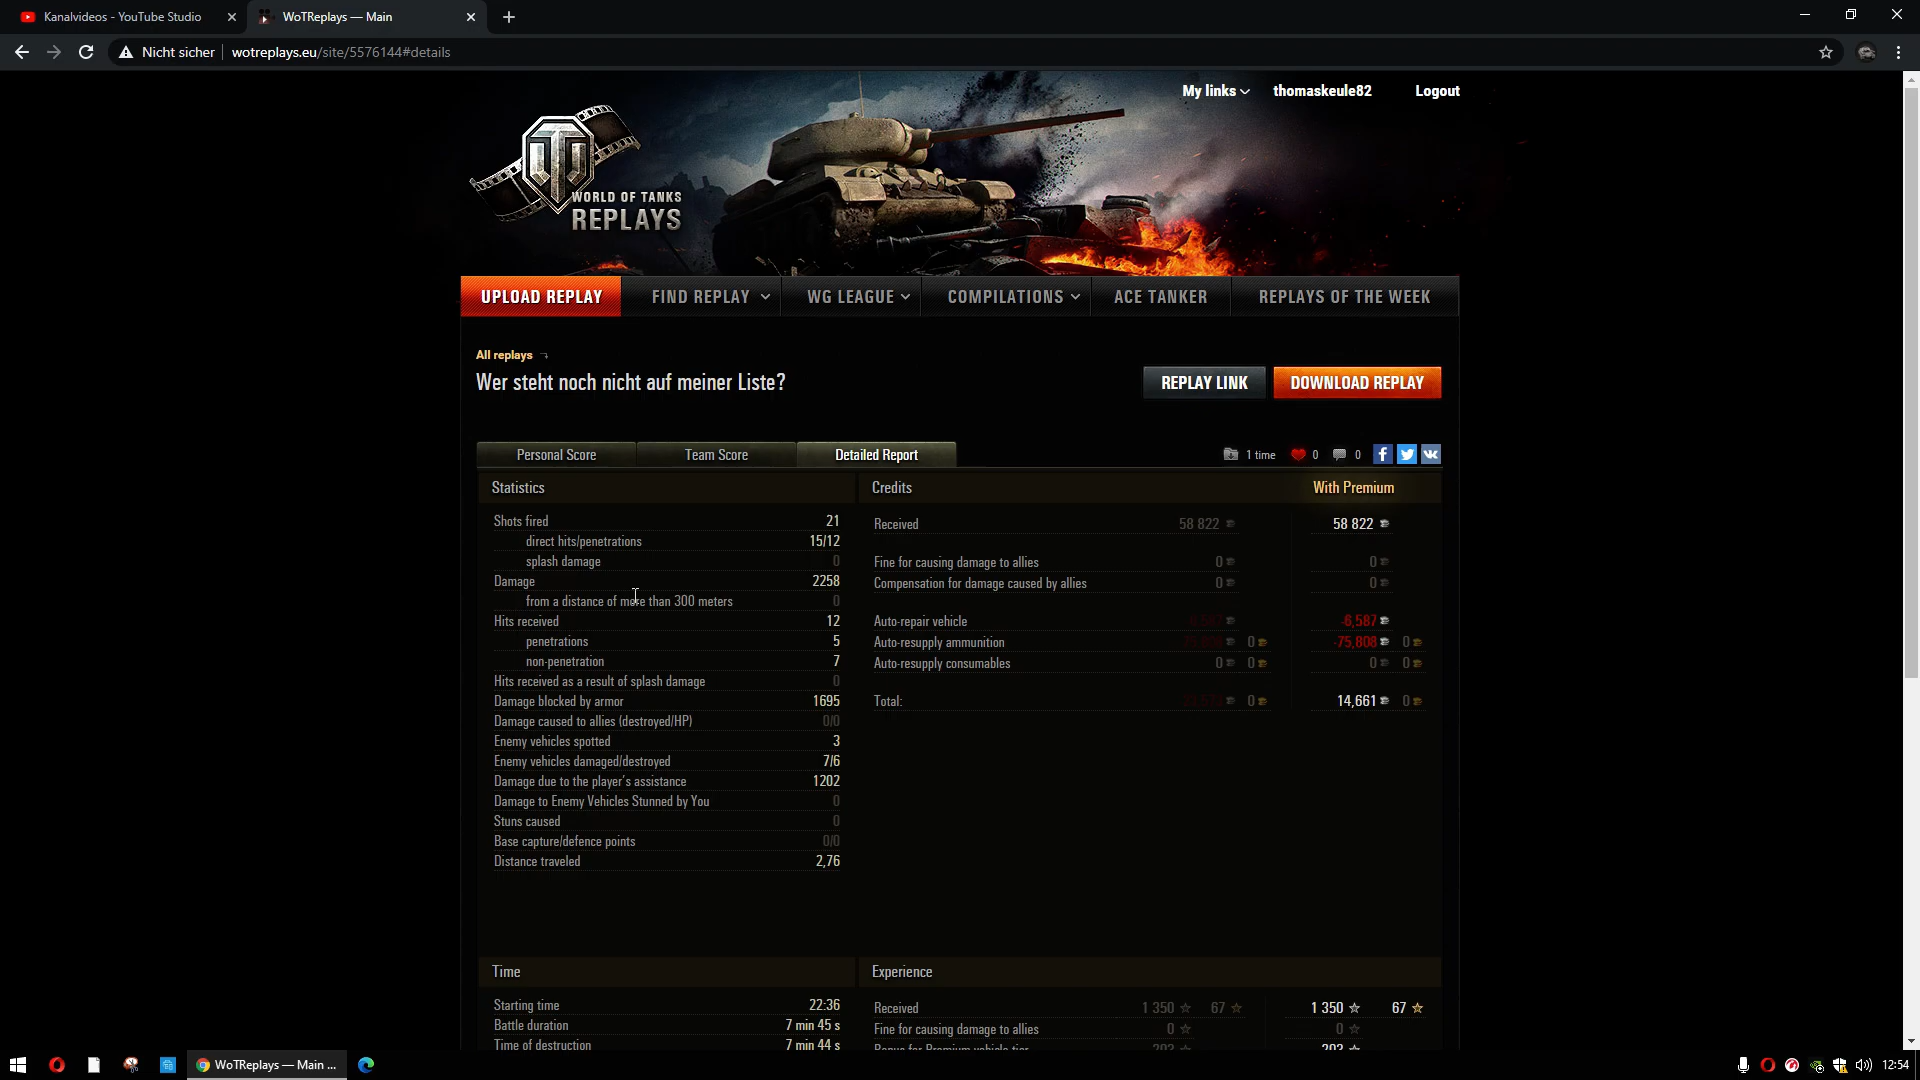 Kanalvideos - YouTube Studio
WoTReplays — Main
Nicht sicher
wotreplays.eu/site/5576144#details
My links
thomaskeule82
Logout
WORLD OF TANKS
REPLAYS
UPLOAD REPLAY
FIND REPLAY
WG LEAGUE
COMPILATIONS
ACE TANKER
REPLAYS OF THE WEEK
All replays
Wer steht noch nicht auf meiner Liste?
REPLAY LINK
DOWNLOAD REPLAY
Personal Score
Team Score
Detailed Report
1 time
0
0
Statistics
Credits
With Premium
Shots fired 21
direct hits/penetrations 15/12
splash damage 0
Damage 2258
from a distance of more than 300 meters 0
Hits received 12
penetrations 5
non-penetration 7
Hits received as a result of splash damage 0
Damage blocked by armor 1695
Damage caused to allies (destroyed/HP) 0/0
Enemy vehicles spotted 3
Enemy vehicles damaged/destroyed 7/6
Damage due to the player's assistance 1202
Damage to Enemy Vehicles Stunned by You 0
Stuns caused 0
Base capture/defence points 0/0
Distance traveled 2,76
Received 58 822 58 822
Fine for causing damage to allies 0 0
Compensation for damage caused by allies 0 0
Auto-repair vehicle -6,587
Auto-resupply ammunition 0 -75,808 0
Auto-resupply consumables 0 0 0 0
Total: 0 14,661 0
Time
Experience
Starting time 22:36
Battle duration 7 min 45 s
Time of destruction 7 min 44 s
Received 1 350 67 1 350 67
Fine for causing damage to allies 0 0
Bonus for Premium vehicle tier 203 203
WoTReplays — Main ...
12:54